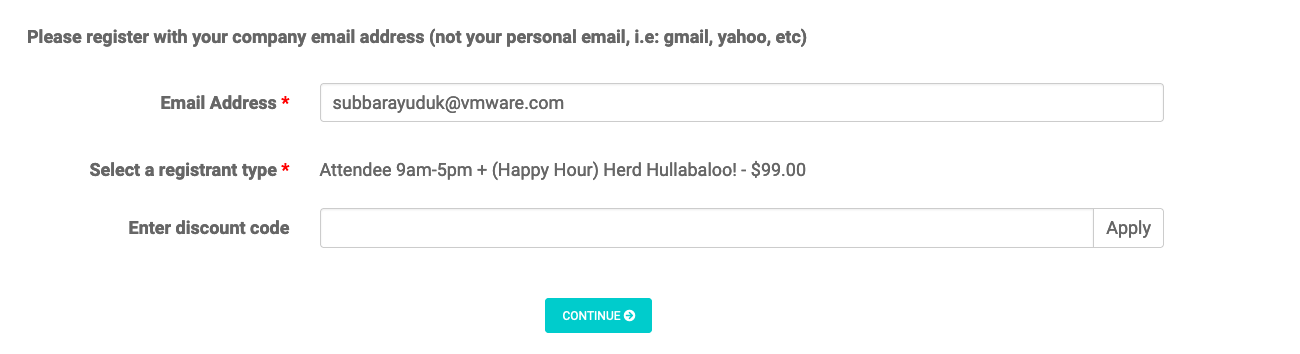 Please register with your company email address (not your personal email, i.e: gmail, yahoo, etc)
Email Address * subbarayuduk@vmware.com
Select a registrant type * Attendee 9am-5pm + (Happy Hour) Herd Hullabaloo! - $99.00
Enter discount code Apply
CONTINUE